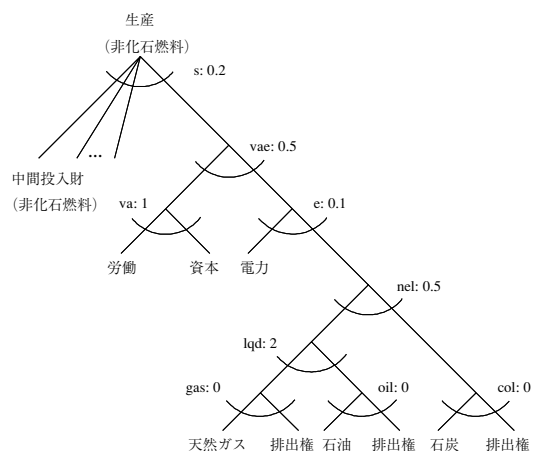 生産
（非化石燃料）
s: 0.2
...
vae: 0.5
中間投入財
（非化石燃料）
va: 1
e: 0.1
労働
資本
電力
nel: 0.5
lqd: 2
gas: 0
oil: 0
col: 0
天然ガス
排出権
石油
排出権
石炭
排出権